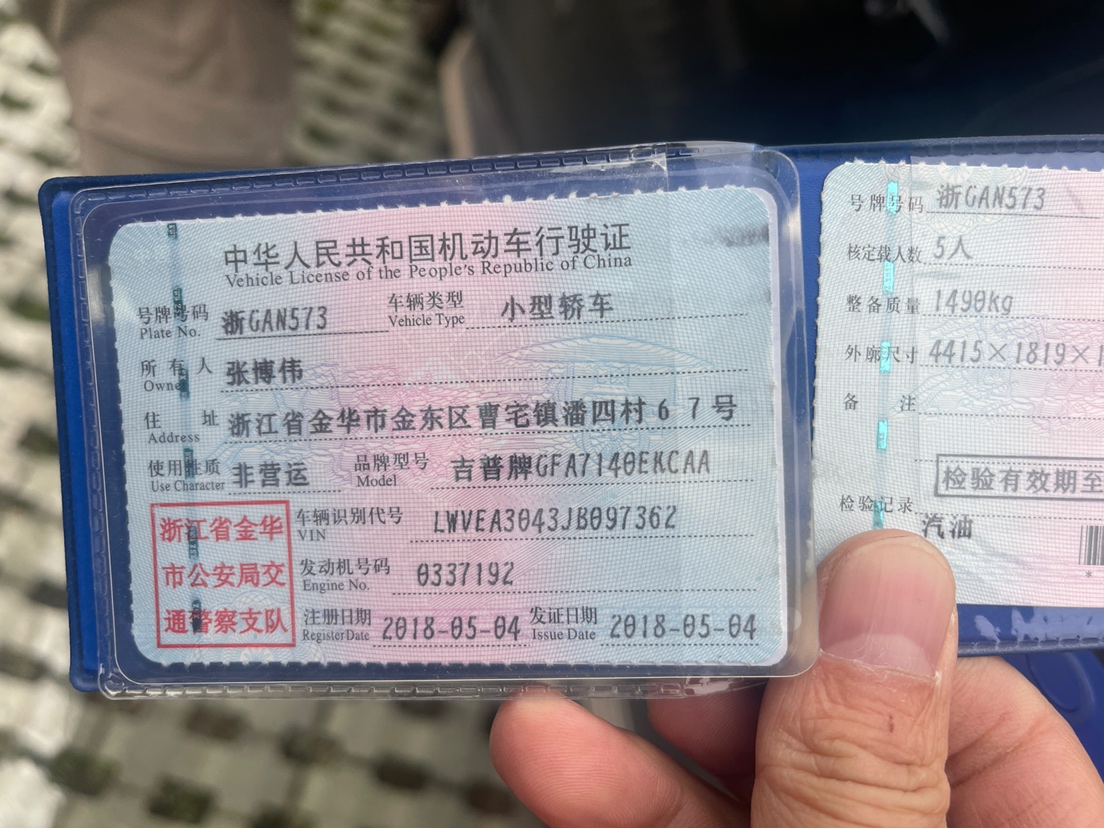 中华人民共和国机动车行驶证
Vehicle License of the People's Republic of China
号牌号码 浙GAN573 车辆类型 小型轿车
Plate No. Vehicle Type
所有人 张博伟
Owner
住址 浙江省金华市金东区曹宅镇潘四村67号
Address
使用性质 非营运 品牌型号 吉普牌GFA7140EKCAA
Use Character Model
浙江省金华
市公安局交
通警察支队
车辆识别代号 LWVEA3043JB097362
VIN
发动机号码 0337192
Engine No.
注册日期 2018-05-04 发证日期 2018-05-04
Register Date Issue Date
号牌号码 浙GAN573
核定载人数 5人
整备质量 1490kg
外廓尺寸 4415×1819×1
备注
检验有效期至
检验记录
汽油
*